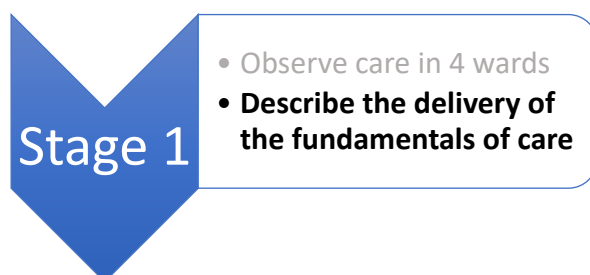 Stage 1
• Observe care in 4 wards
• Describe the delivery of
the fundamentals of care